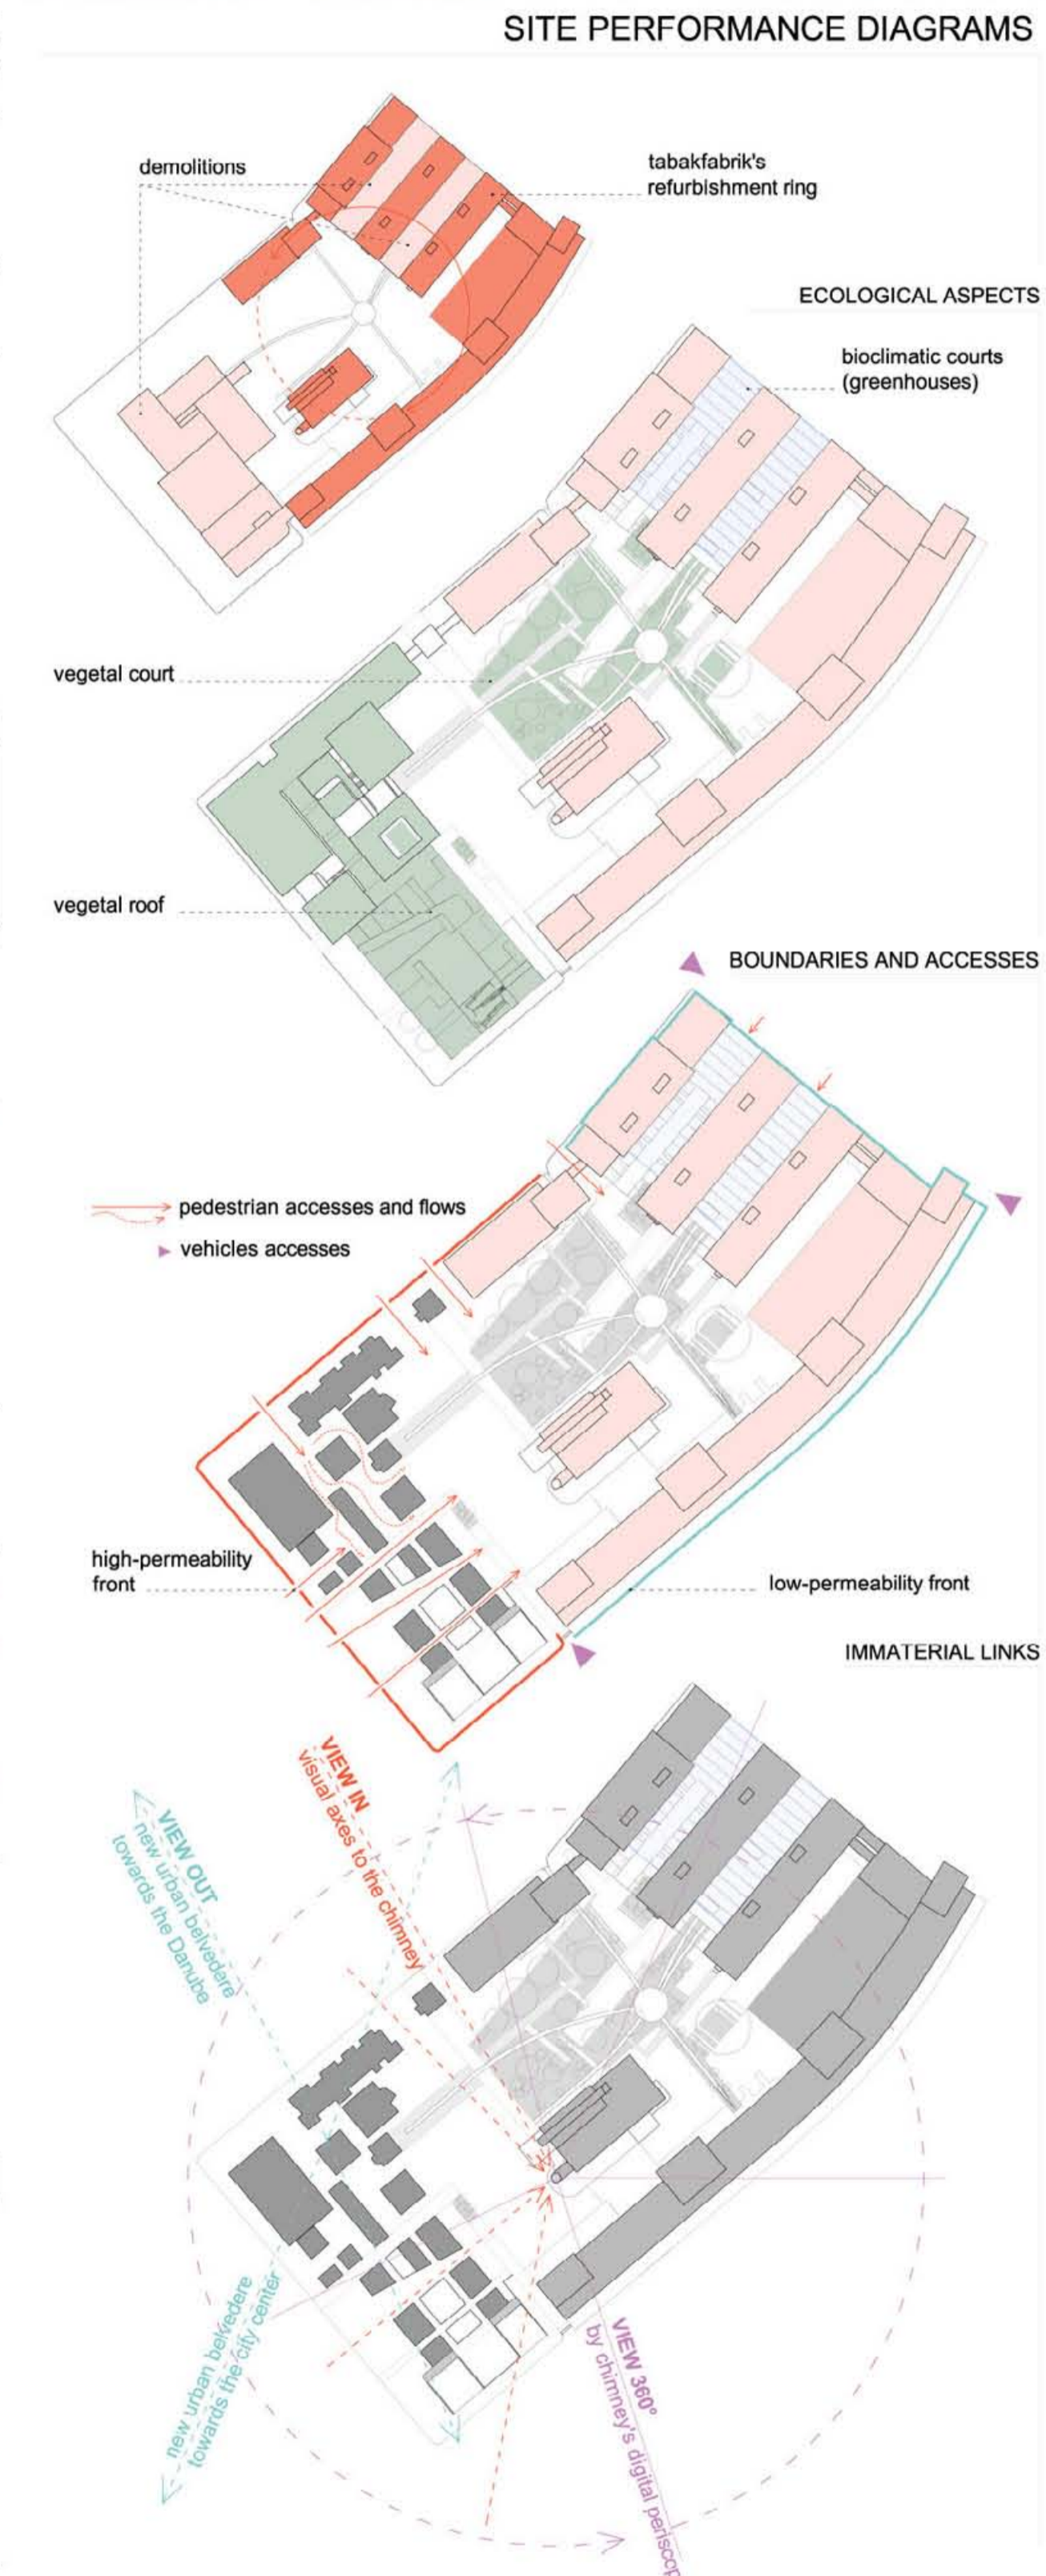 SITE PERFORMANCE DIAGRAMS
demolitions
tabakfabrik's
refurbishment ring
ECOLOGICAL ASPECTS
bioclimatic courts
(greenhouses)
vegetal court
vegetal roof
BOUNDARIES AND ACCESSES
pedestrian accesses and flows
vehicles accesses
high-permeability
front
low-permeability front
IMMATERIAL LINKS
VIEW IN
visual axes to the chimney
VIEW OUT
new urban belvedere
towards the Danube
new urban belvedere
towards the city center
VIEW 360°
by chimney's digital periscop